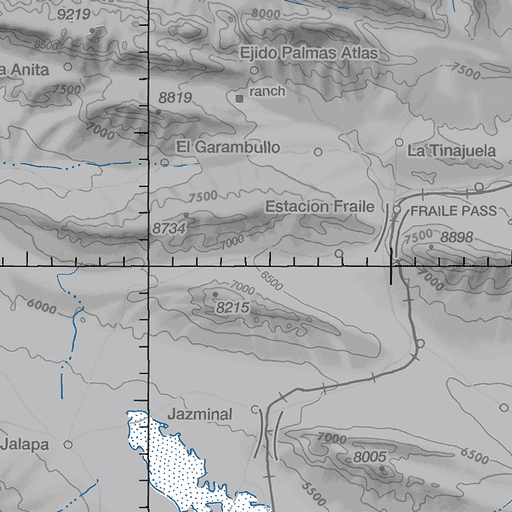 9219
8000
8500
Ejido Palmas Atlas
a Anita
7500
7500
ranch
8819
7000
El Garambullo
La Tinajuela
7500
Estacion Fraile
FRAILE PASS
8734
7000
7500
8898
6500
7000
7000
6000
8215
Jazminal
Jalapa
7000
8005
6500
5500